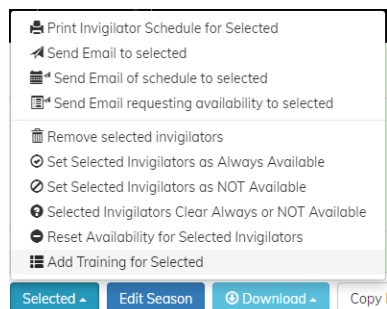 Print Invigilator Schedule for Selected
Send Email to selected
Send Email of schedule to selected
Send Email requesting availability to selected
Remove selected invigilators
Set Selected Invigilators as Always Available
Set Selected Invigilators as NOT Available
Selected Invigilators Clear Always or NOT Available
Reset Availability for Selected Invigilators
Add Training for Selected
Selected Edit Season Download Copy